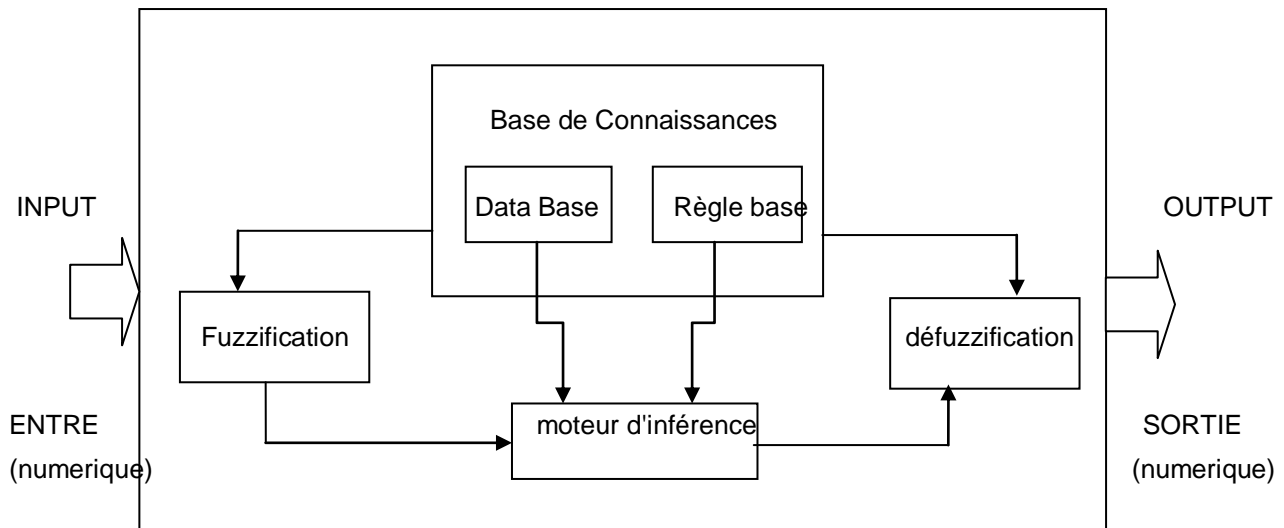 Base de Connaissances
INPUT
Data Base
Règle base
OUTPUT
Fuzzification
défuzzification
ENTRE
(numerique)
moteur d'inférence
SORTIE
(numerique)